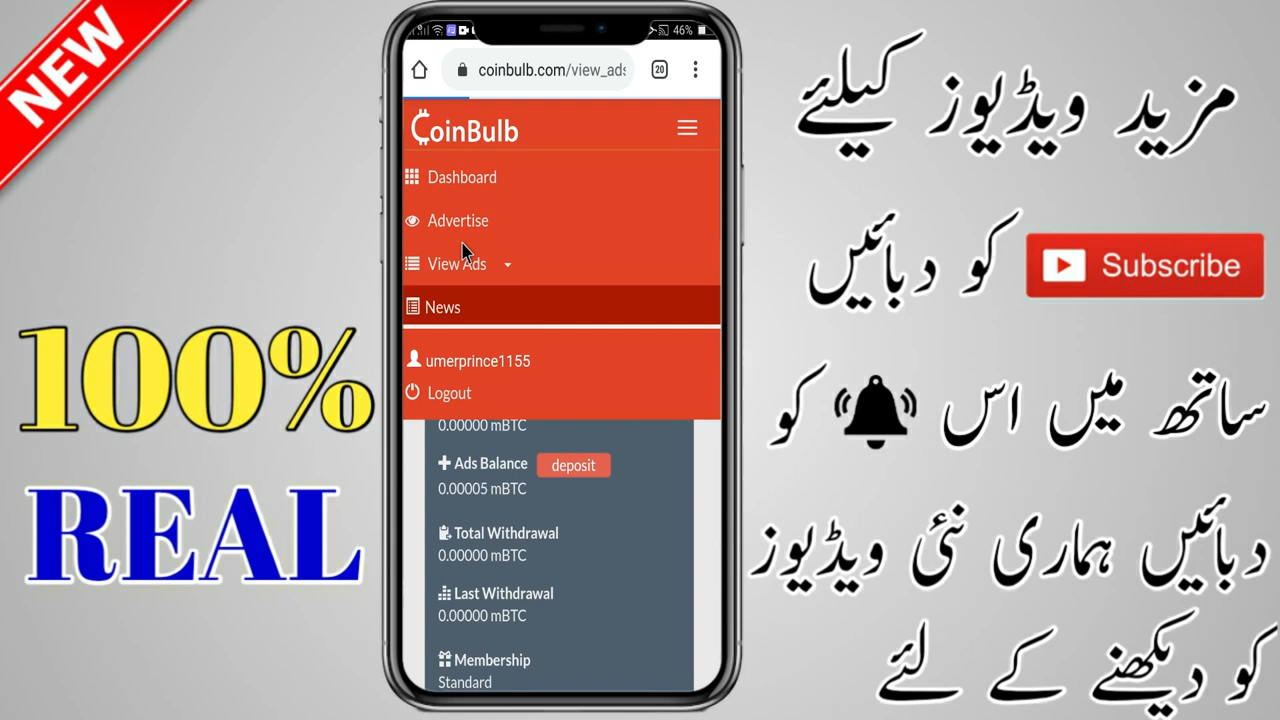 NEW
100%
REAL
46%
coinbulb.com/view_ads
20
CoinBulb
Dashboard
Advertise
View Ads
News
umerprince1155
Logout
0.00000 mBTC
Ads Balance deposit
0.00005 mBTC
Total Withdrawal
0.00000 mBTC
Last Withdrawal
0.00000 mBTC
Membership
Standard
مزید ویڈیوز کیلئے
Subscribe کو دبائیں
ساتھ میں اس کو
دبائیں ہماری نئی ویڈیوز
کو دیکھنے کے لئے